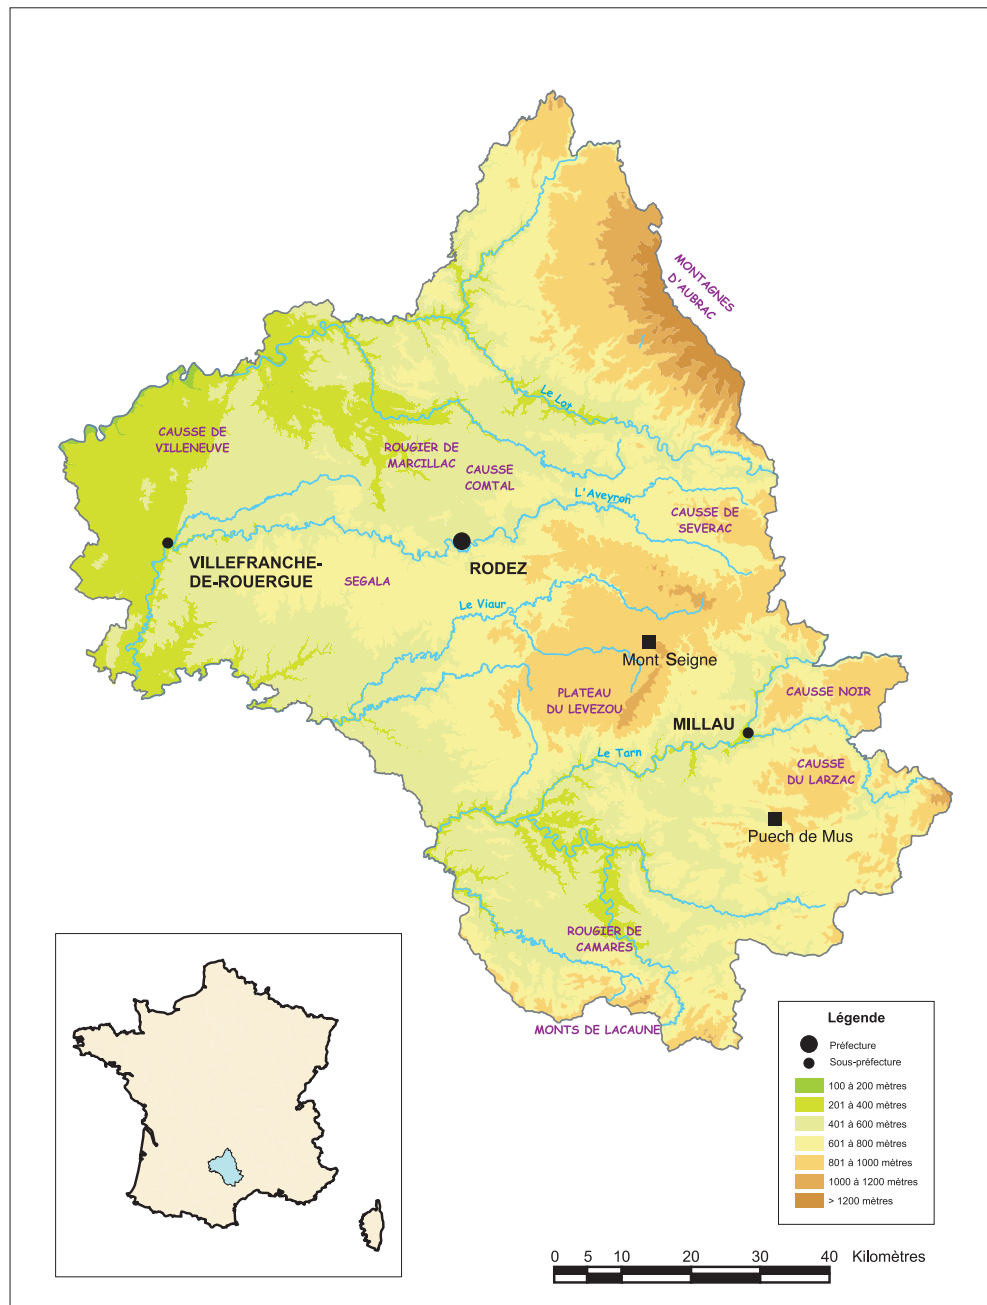 MONTAGNES
D'AUBRAC
Le Lot
CAUSSE DE
VILLENEUVE
ROUGIER DE
MARCILLAC
CAUSSE
COMTAL
L'Aveyron
CAUSSE DE
SEVERAC
VILLEFRANCHE-
DE-ROUERGUE
RODEZ
SEGALA
Le Viaur
Mont Seigne
PLATEAU
DU LEVEZOU
CAUSSE NOIR
MILLAU
Le Tarn
CAUSSE
DU LARZAC
Puech de Mus
ROUGIER DE
CAMARES
MONTS DE LACAUNE
Légende
Préfecture
Sous-préfecture
100 à 200 mètres
201 à 400 mètres
401 à 600 mètres
601 à 800 mètres
801 à 1000 mètres
1000 à 1200 mètres
> 1200 mètres
0 5 10 20 30 40 Kilomètres